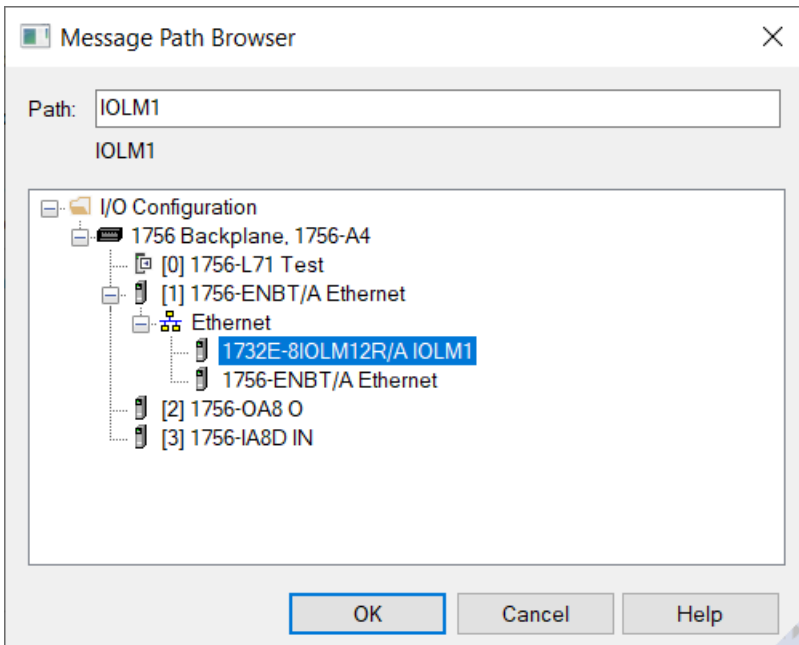 Message Path Browser
Path: IOLM1
IOLM1
I/O Configuration
1756 Backplane, 1756-A4
[0] 1756-L71 Test
[1] 1756-ENBT/A Ethernet
Ethernet
1732E-8IOLM12R/A IOLM1
1756-ENBT/A Ethernet
[2] 1756-OA8 O
[3] 1756-IA8D IN
OK Cancel Help